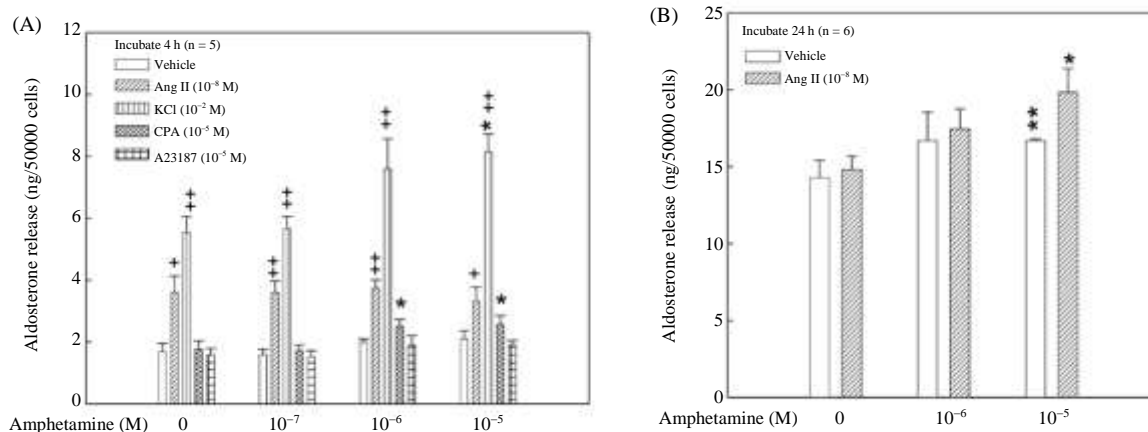 (A)
Aldosterone release (ng/50000 cells)
12
10
8
6
4
2
0
Incubate 4 h (n = 5)
Vehicle
Ang II (10⁻⁸ M)
KCl (10⁻² M)
CPA (10⁻⁵ M)
A23187 (10⁻⁵ M)
+
++
++
++
++
++
*
+
++
*
*
Amphetamine (M) 0 10⁻⁷ 10⁻⁶ 10⁻⁵
(B)
Aldosterone release (ng/50000 cells)
25
20
15
10
5
0
Incubate 24 h (n = 6)
Vehicle
Ang II (10⁻⁸ M)
**
*
Amphetamine (M) 0 10⁻⁶ 10⁻⁵